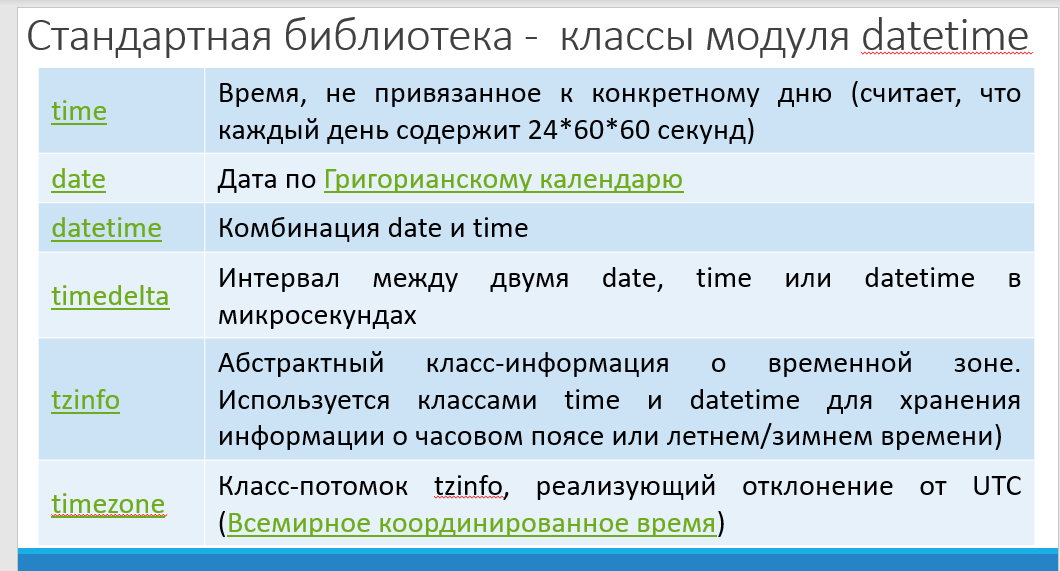 Стандартная библиотека - классы модуля datetime
time
Время, не привязанное к конкретному дню (считает, что
каждый день содержит 24*60*60 секунд)
date
Дата по Григорианскому календарю
datetime
Комбинация date и time
timedelta
Интервал между двумя date, time или datetime в
микросекундах
tzinfo
Абстрактный класс-информация о временной зоне.
Используется классами time и datetime для хранения
информации о часовом поясе или летнем/зимнем времени)
timezone
Класс-потомок tzinfo, реализующий отклонение от UTC
(Всемирное координированное время)